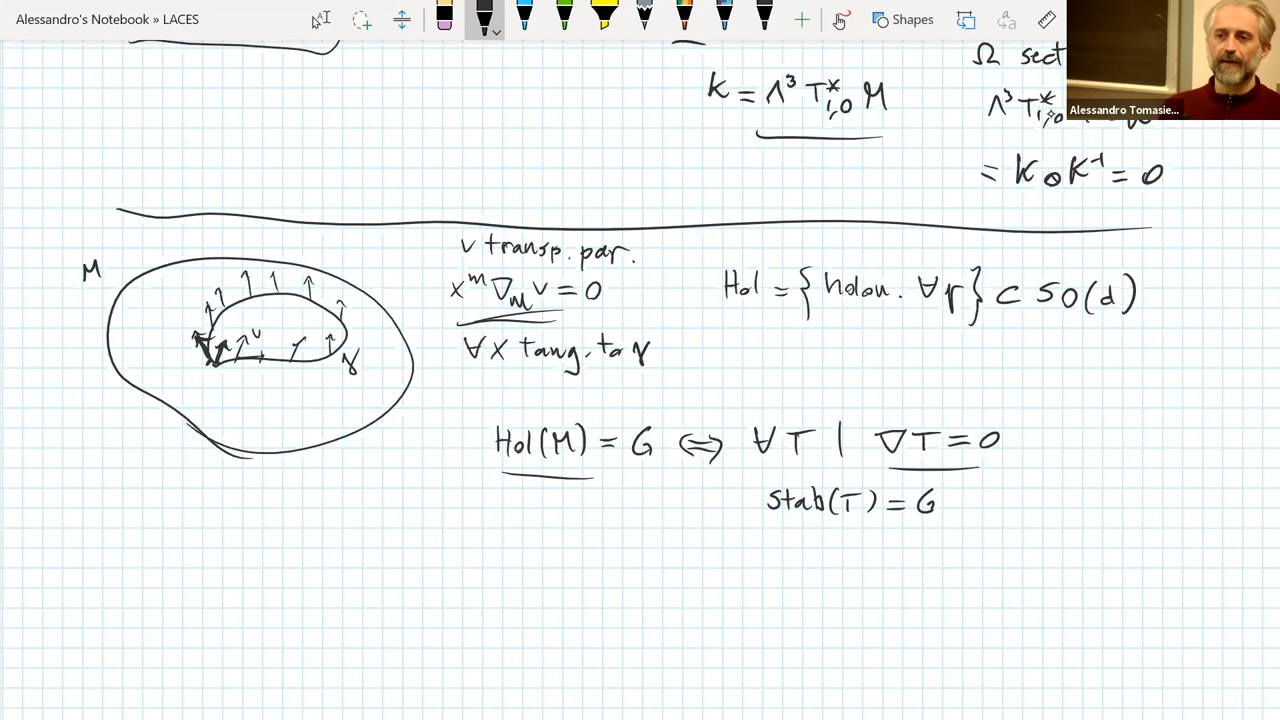 Alessandro's Notebook » LACES
Shapes
Alessandro Tomasie...
Ω sect
K = Λ³ T*₁,₀ M
Λ³ T*₁,₀
= K ⊗ K⁻¹ = 0
M
v
γ
v transp. par.
xᵐ ∇ₘ v = 0
∀ x tang. to γ
Hol = { holon. ∀ γ } ⊂ SO(d)
Hol(M) = G ⇔ ∀ T | ∇T = 0
Stab(T) = G